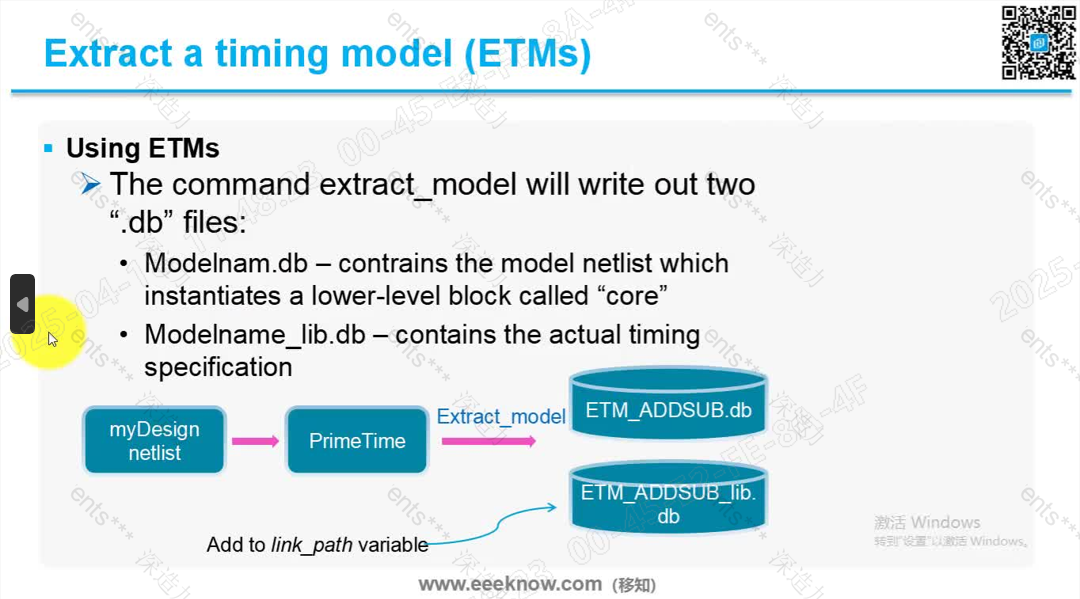 Extract a timing model (ETMs)
Using ETMs
The command extract_model will write out two
“.db” files:
• Modelnam.db – contrains the model netlist which
instantiates a lower-level block called “core”
• Modelname_lib.db – contains the actual timing
specification
myDesign
netlist
PrimeTime
Extract_model
ETM_ADDSUB.db
ETM_ADDSUB_lib.
db
Add to link_path variable
激活 Windows
转到"设置"以激活 Windows。
www.eeeknow.com (移知)